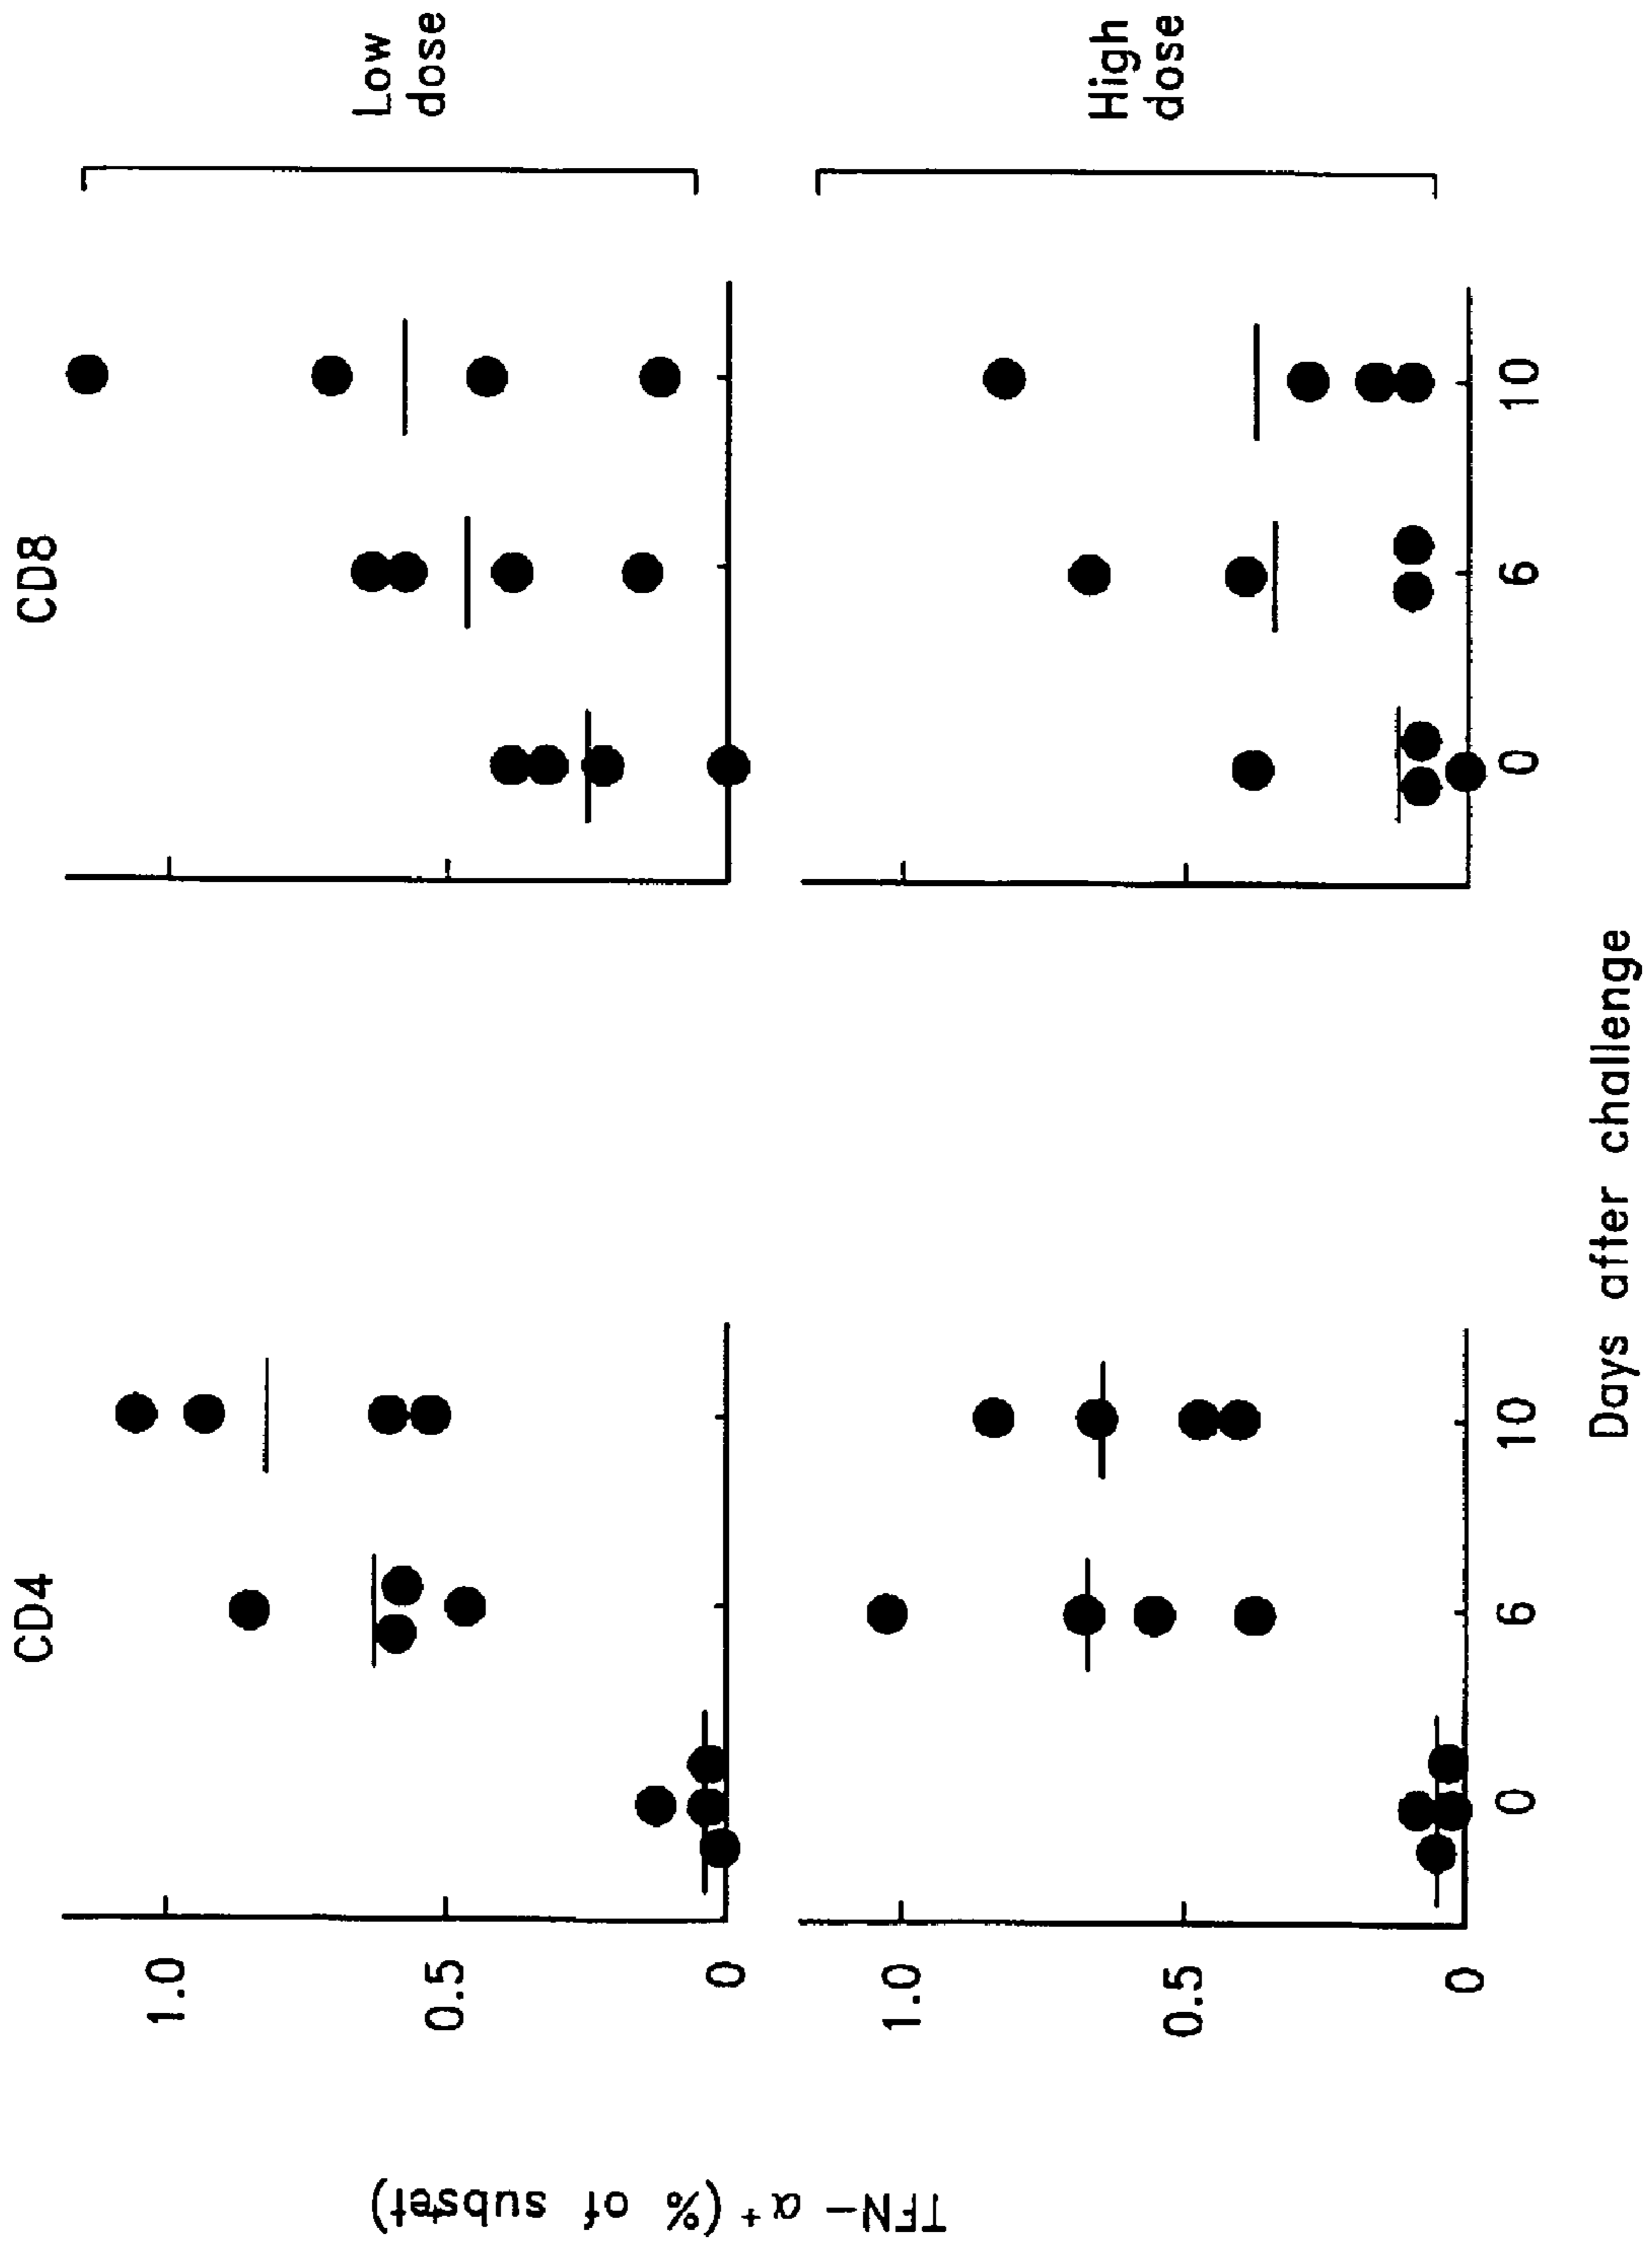 CD4
CD8
TFN-α⁺(% of subset)
1.0
0.5
0
Low
dose
1.0
0.5
0
High
dose
0
6
10
0
6
10
Days after challenge